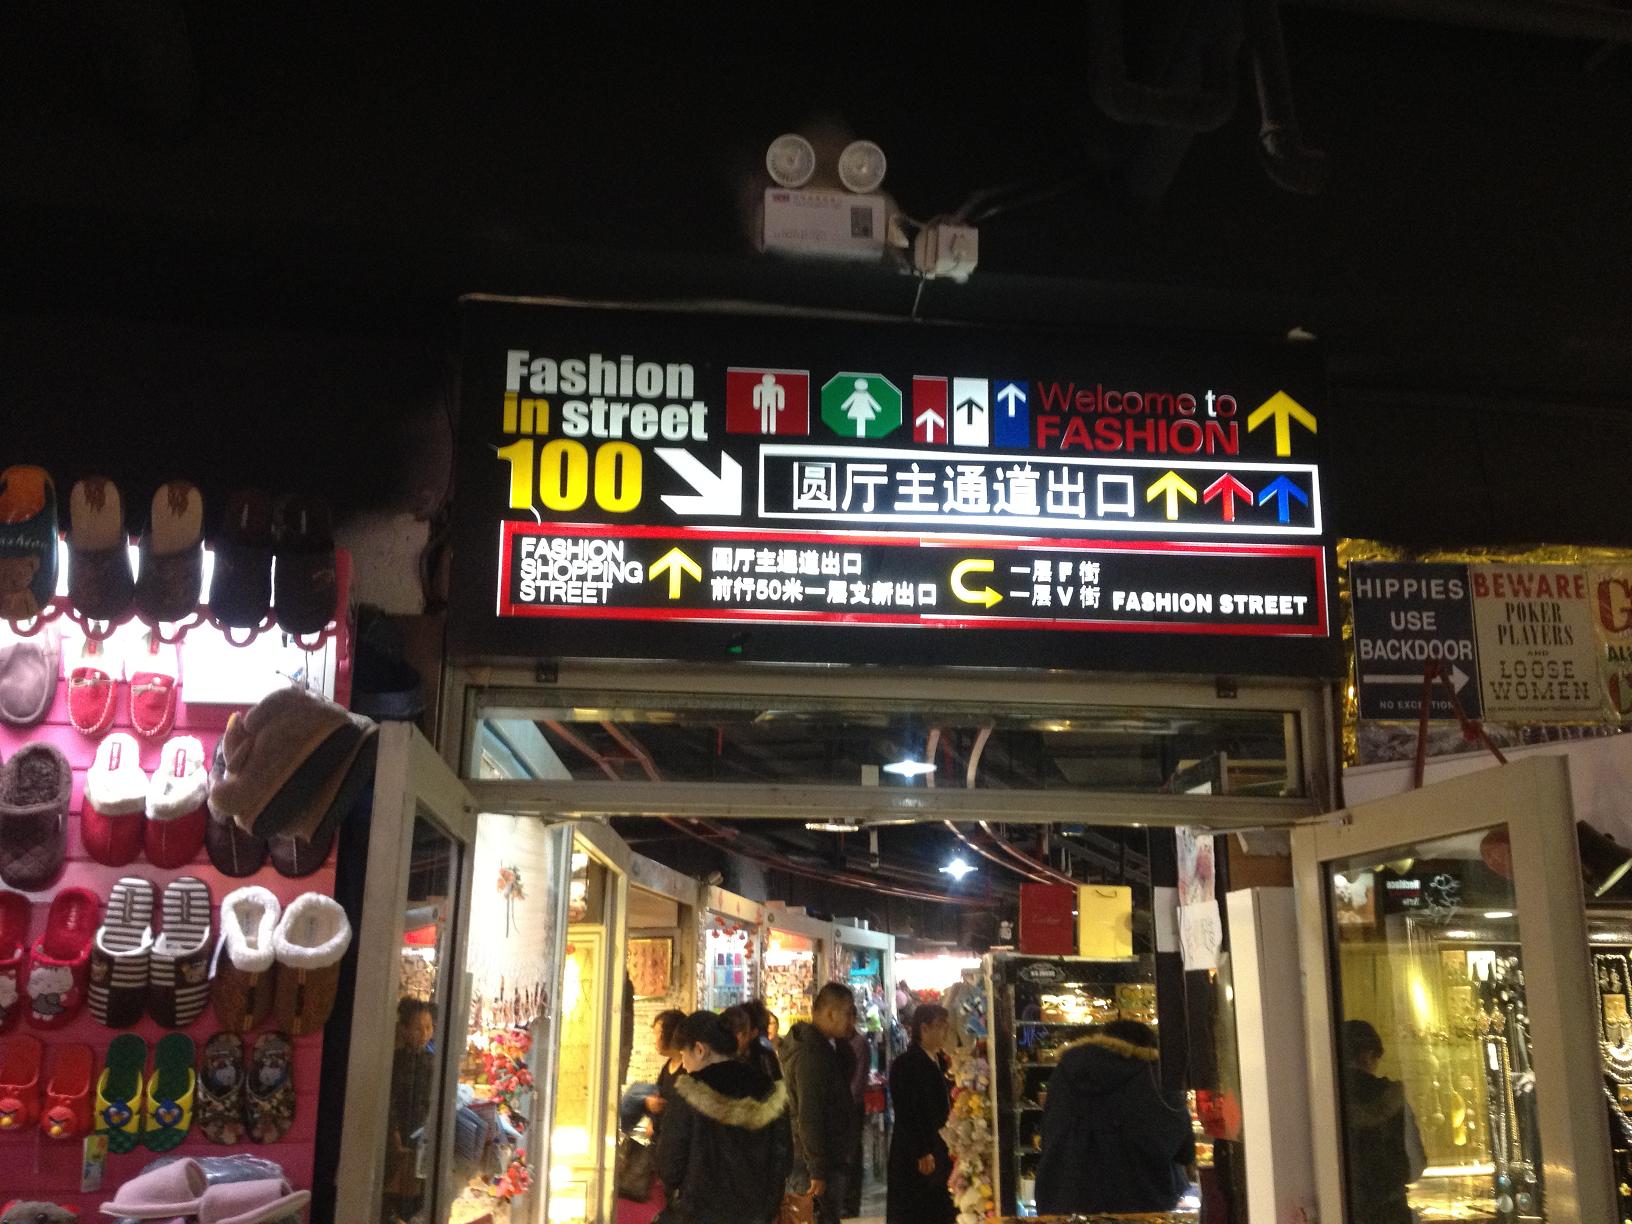 Fashion
in street
100
Welcome to
FASHION
圆厅主通道出口
FASHION
SHOPPING
STREET
圆厅主通道出口
前行50米一层文新出口
一层 F 街
一层 V 街
FASHION STREET
HIPPIES
USE
BACKDOOR
NO EXCEPTIONS
BEWARE
POKER
PLAYERS
AND
LOOSE
WOMEN